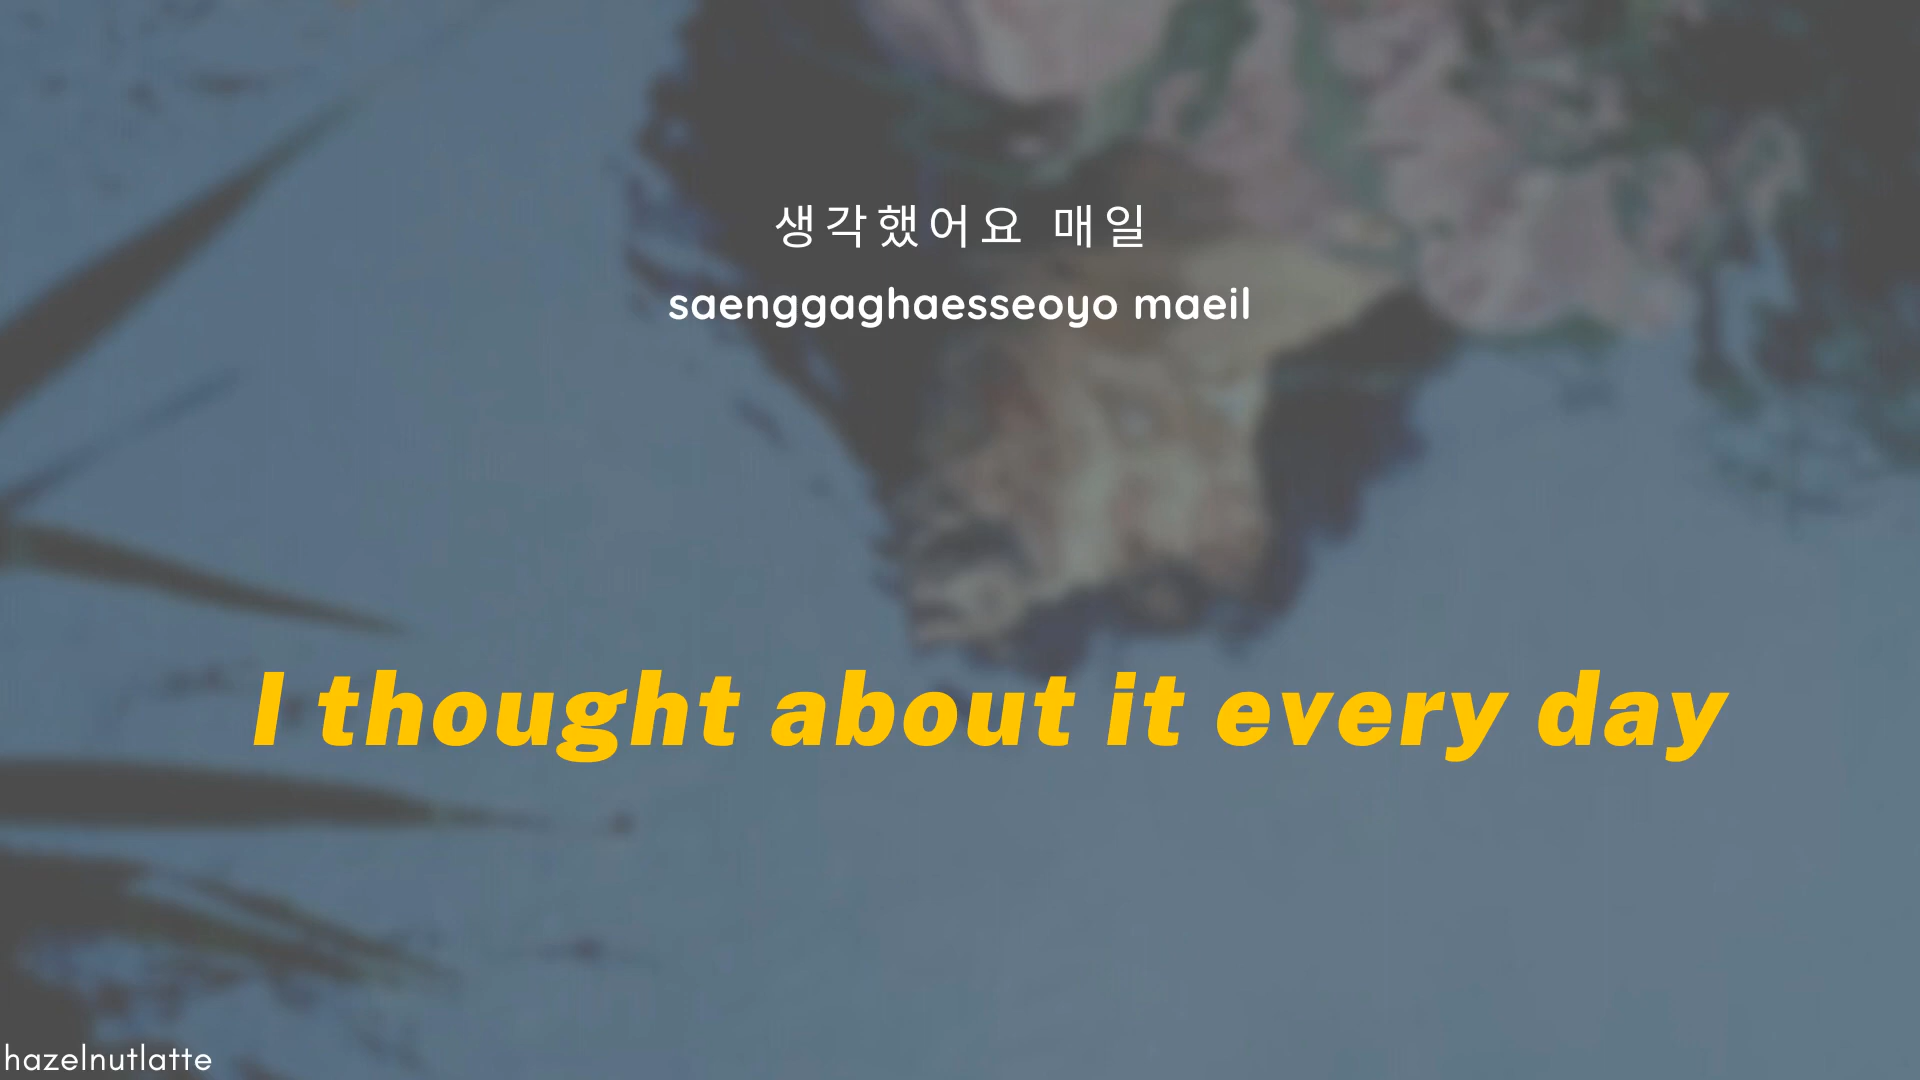 생각했어요 매일
saenggaghaesseoyo maeil
I thought about it every day
hazelnutlatte